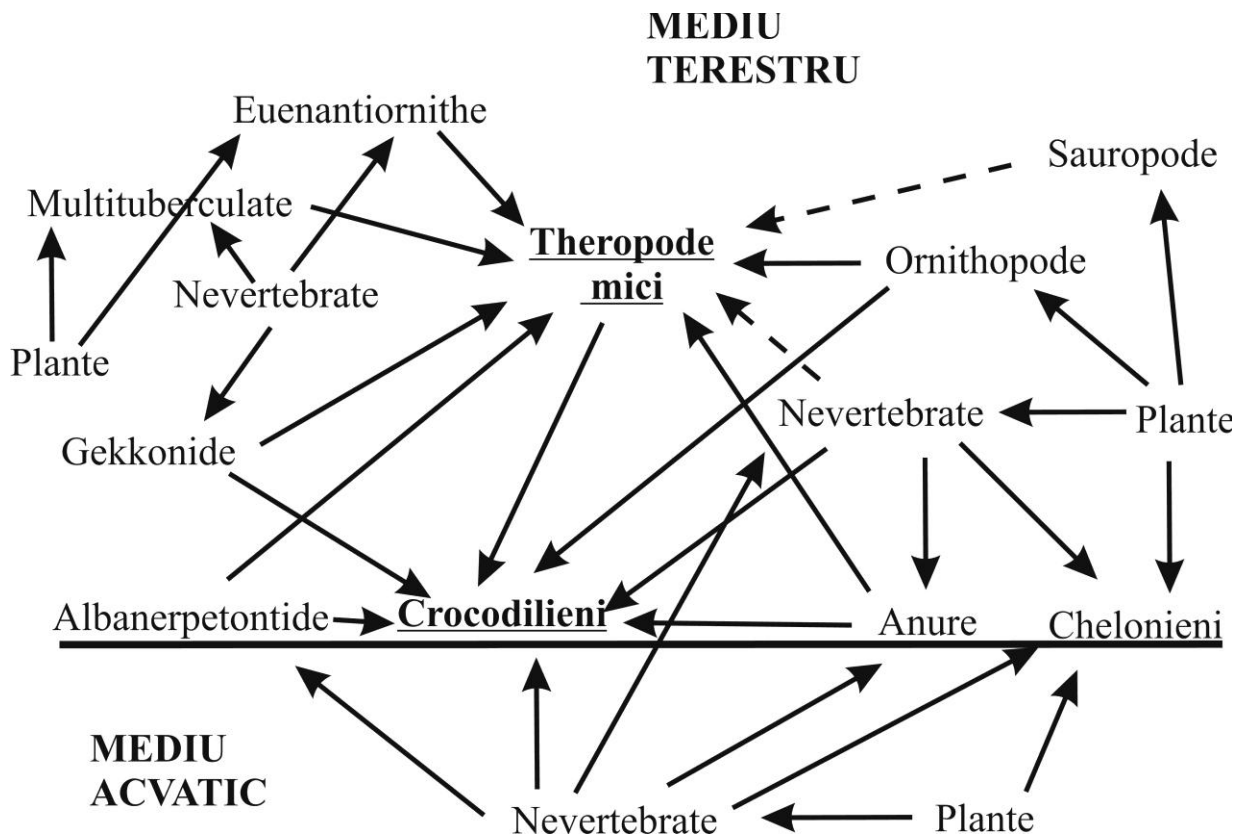 MEDIU
TERESTRU
Euenantiornithe
Sauropode
Multituberculate
Theropode
mici
Ornithopode
Nevertebrate
Plante
Nevertebrate
Plante
Gekkonide
Albanerpetontide
Crocodilieni
Anure
Chelonieni
MEDIU
ACVATIC
Nevertebrate
Plante